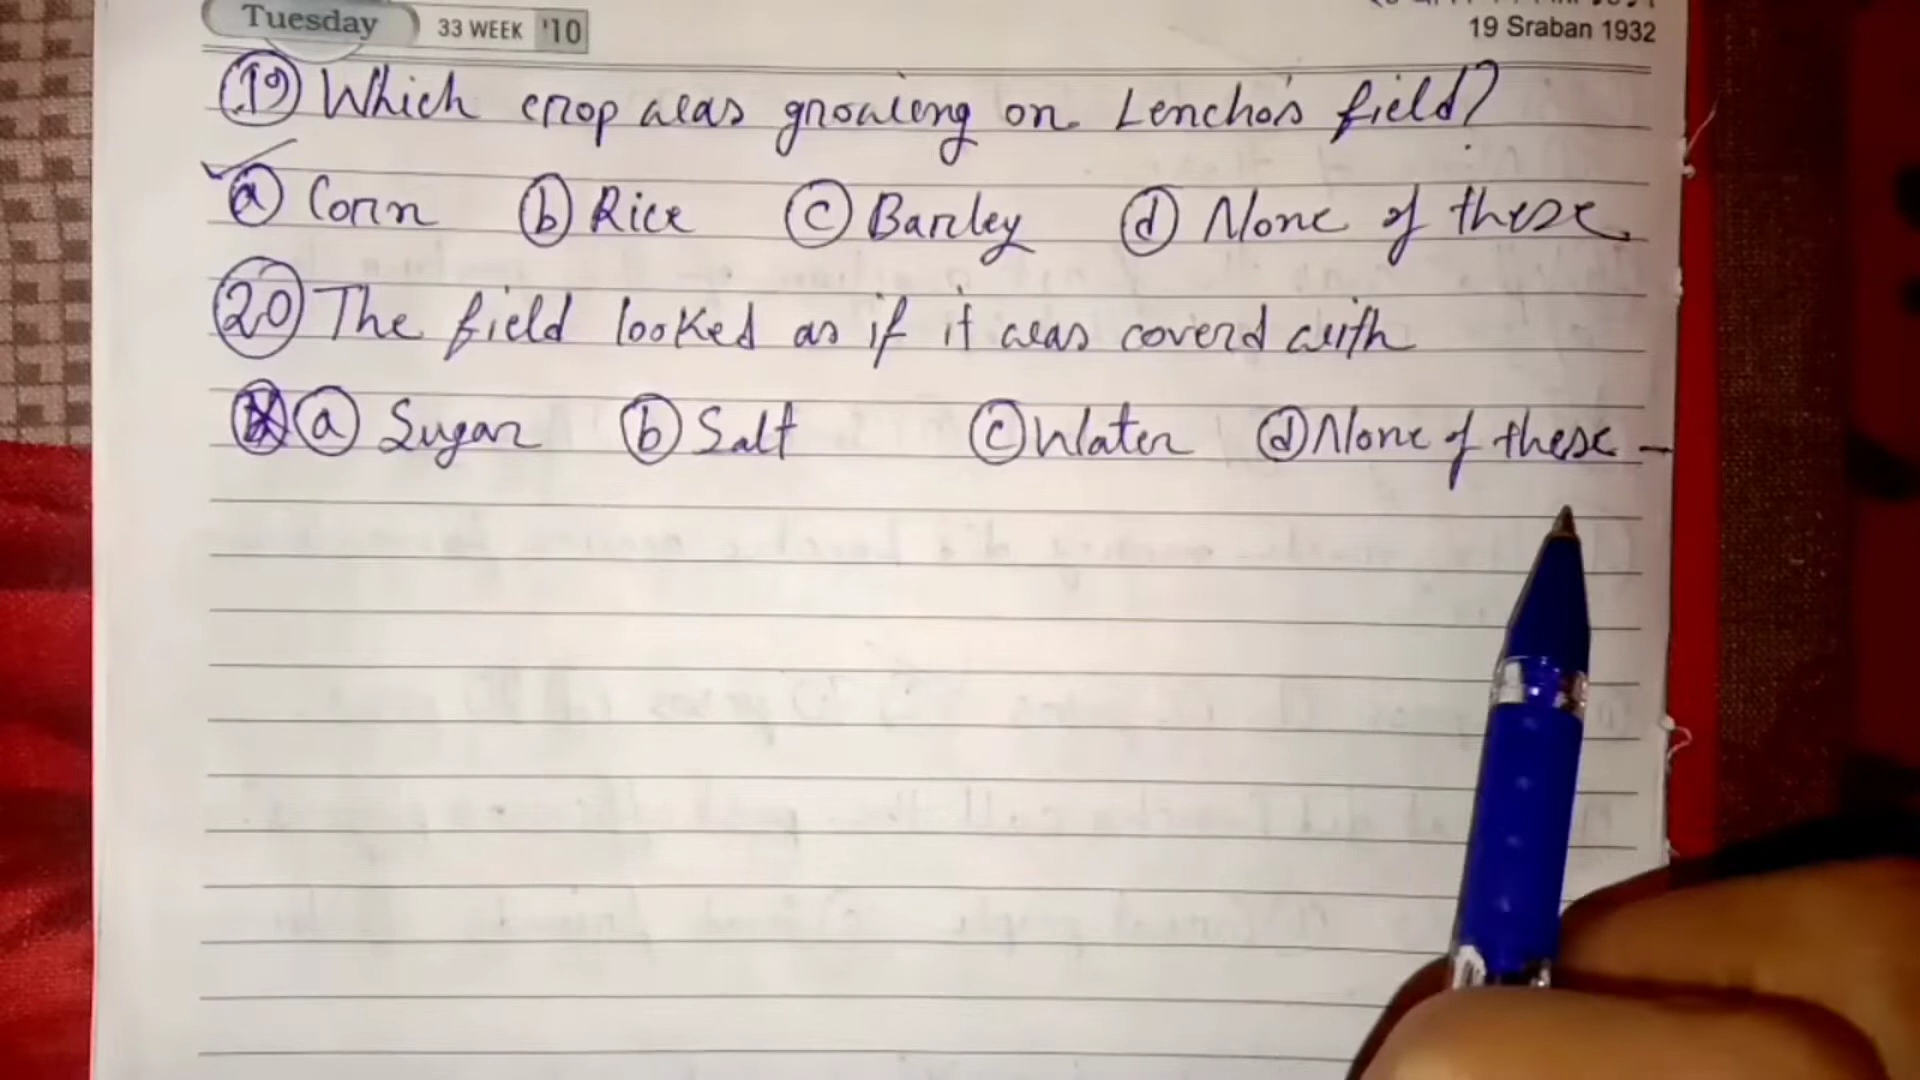 Tuesday 33 WEEK '10
19 Sraban 1932
19 Which crop was growing on Lencho's field?
a Corn b Rice c Barley d None of these
20 The field looked as if it was coverd with
a Sugar b Salt c Water d None of these -